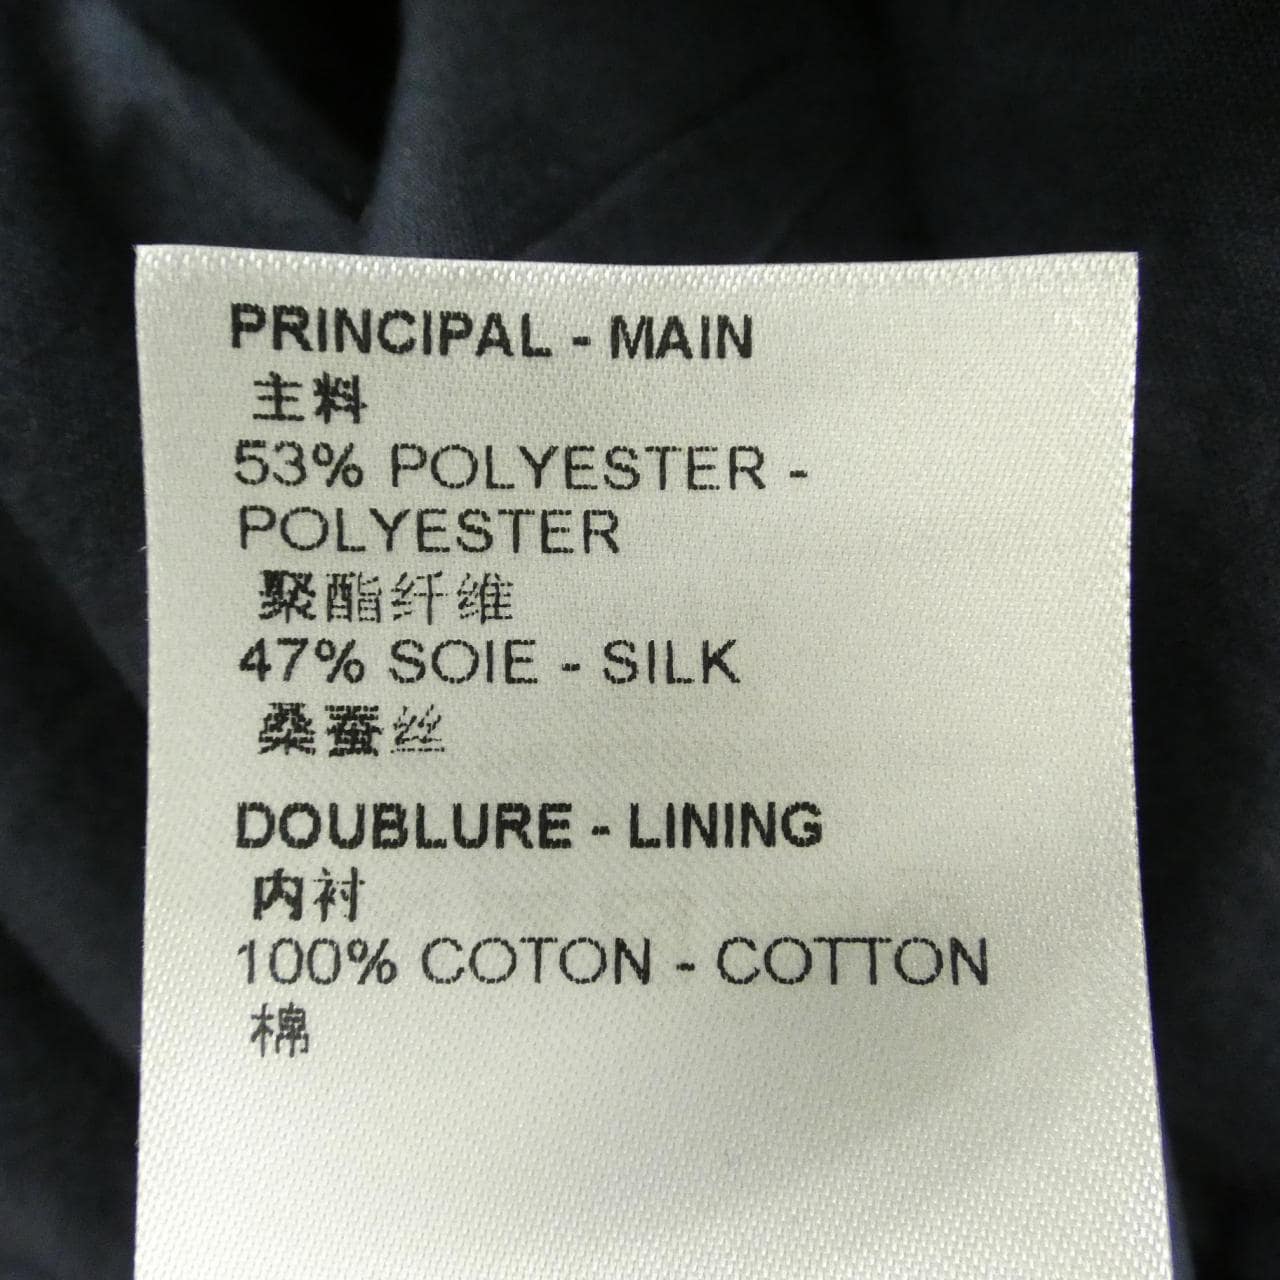 PRINCIPAL - MAIN
主料
53% POLYESTER -
POLYESTER
聚酯纤维
47% SOIE - SILK
桑蚕丝
DOUBLURE - LINING
内衬
100% COTON - COTTON
棉